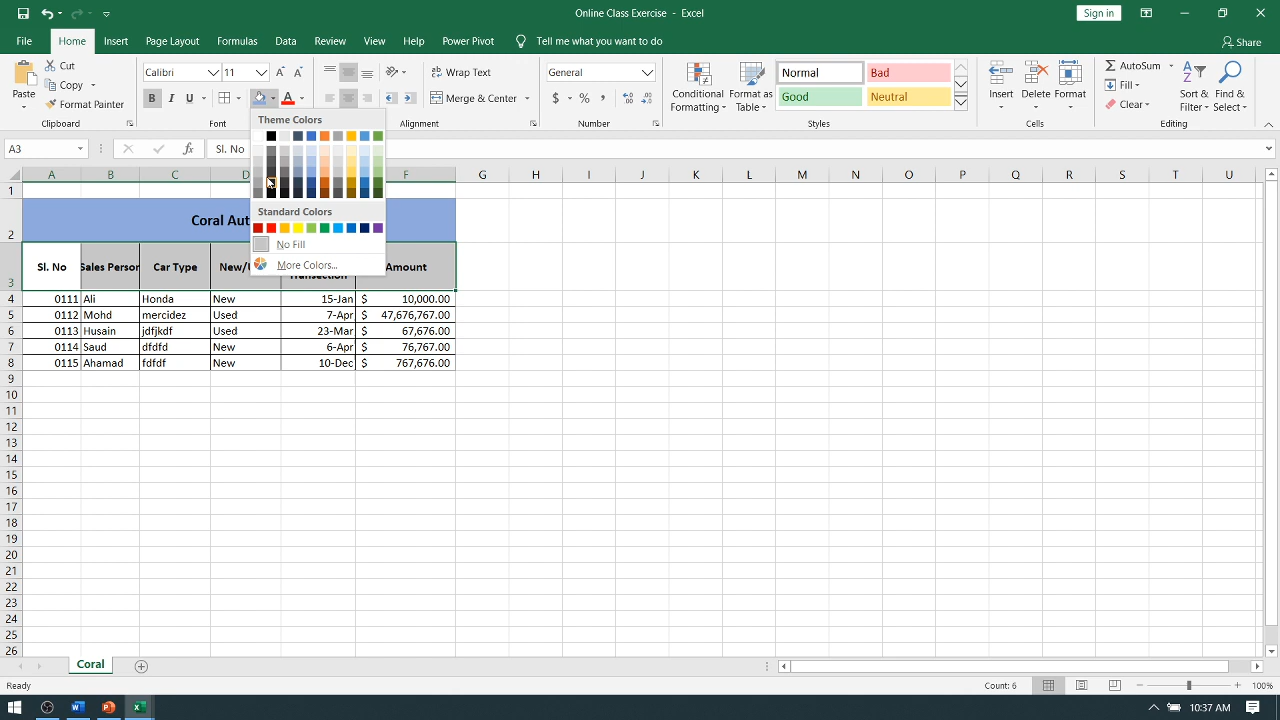 Online Class Exercise - Excel
Sign in
File Home Insert Page Layout Formulas Data Review View Help Power Pivot Tell me what you want to do Share
Paste
Cut
Copy
Format Painter
Clipboard
Calibri 11
B I U
Font
Wrap Text
Merge & Center
Alignment
General
$ % ,
Number
Conditional Formatting
Format as Table
Normal Bad
Good Neutral
Styles
Insert Delete Format
Cells
AutoSum
Fill
Clear
Sort & Filter
Find & Select
Editing
A3 fx Sl. No
Theme Colors
Standard Colors
No Fill
More Colors...
A B C D F G H I J K L M N O P Q R S T U
1
2 Coral Aut
3 Sl. No Sales Person Car Type New/ Transection Amount
4 0111 Ali Honda New 15-Jan $ 10,000.00
5 0112 Mohd mercidez Used 7-Apr $ 47,676,767.00
6 0113 Husain jdfjkdf Used 23-Mar $ 67,676.00
7 0114 Saud dfdfd New 6-Apr $ 76,767.00
8 0115 Ahamad fdfdf New 10-Dec $ 767,676.00
9
10
11
12
13
14
15
16
17
18
19
20
21
22
23
24
25
26
Coral
Ready Count: 6 100%
10:37 AM